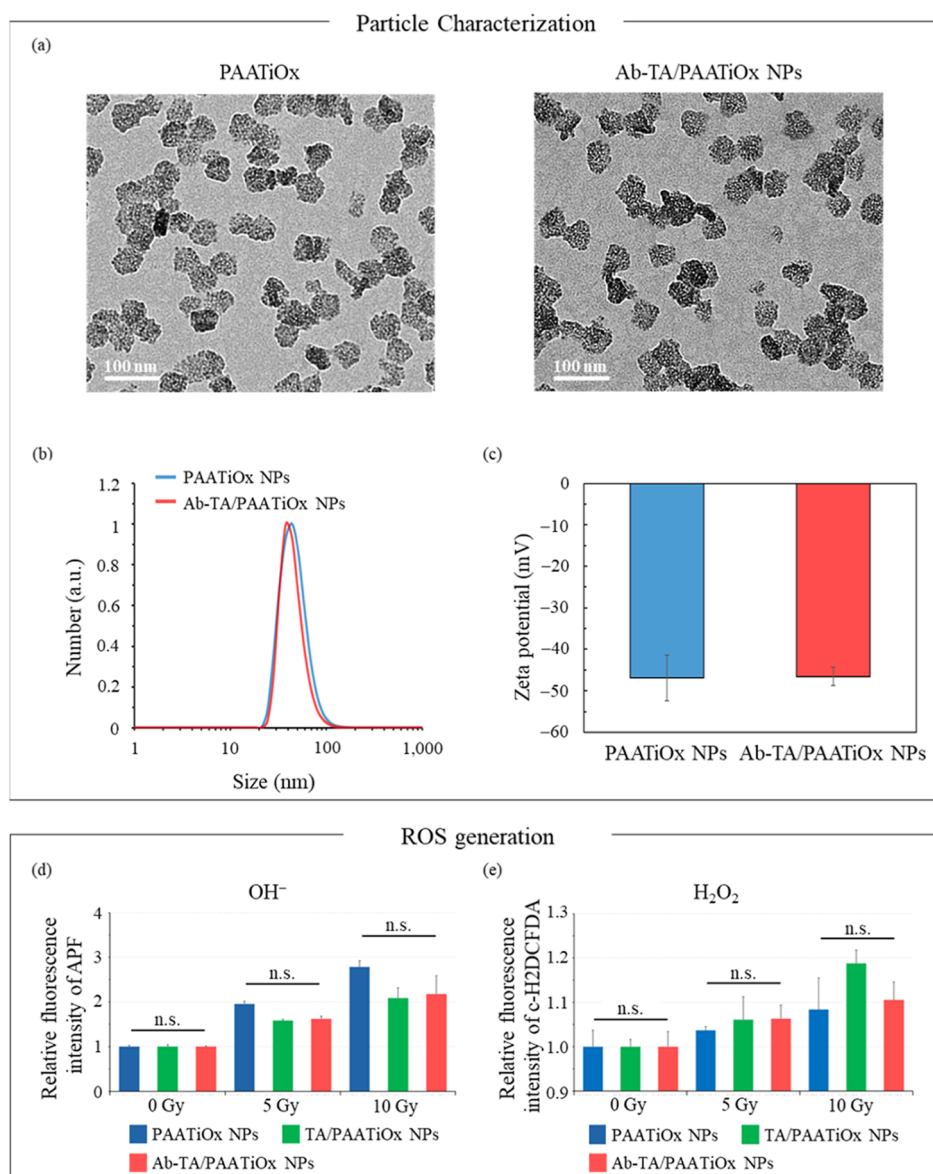 Particle Characterization
(a)
PAATiOx
Ab-TA/PAATiOx NPs
100 nm
100 nm
(b)
PAATiOx NPs
Ab-TA/PAATiOx NPs
Number (a.u.)
1.2
1
0.8
0.6
0.4
0.2
0
1
10
100
1,000
Size (nm)
(c)
Zeta potential (mV)
0
−10
−20
−30
−40
−50
−60
PAATiOx NPs
Ab-TA/PAATiOx NPs
ROS generation
(d)
OH⁻
Relative fluorescence
intensity of APF
4
3
2
1
0
n.s.
n.s.
n.s.
0 Gy
5 Gy
10 Gy
PAATiOx NPs
TA/PAATiOx NPs
Ab-TA/PAATiOx NPs
(e)
H₂O₂
Relative fluorescence
intensity of c-H2DCFDA
1.3
1.2
1.1
1.0
0.9
n.s.
n.s.
n.s.
0 Gy
5 Gy
10 Gy
PAATiOx NPs
TA/PAATiOx NPs
Ab-TA/PAATiOx NPs